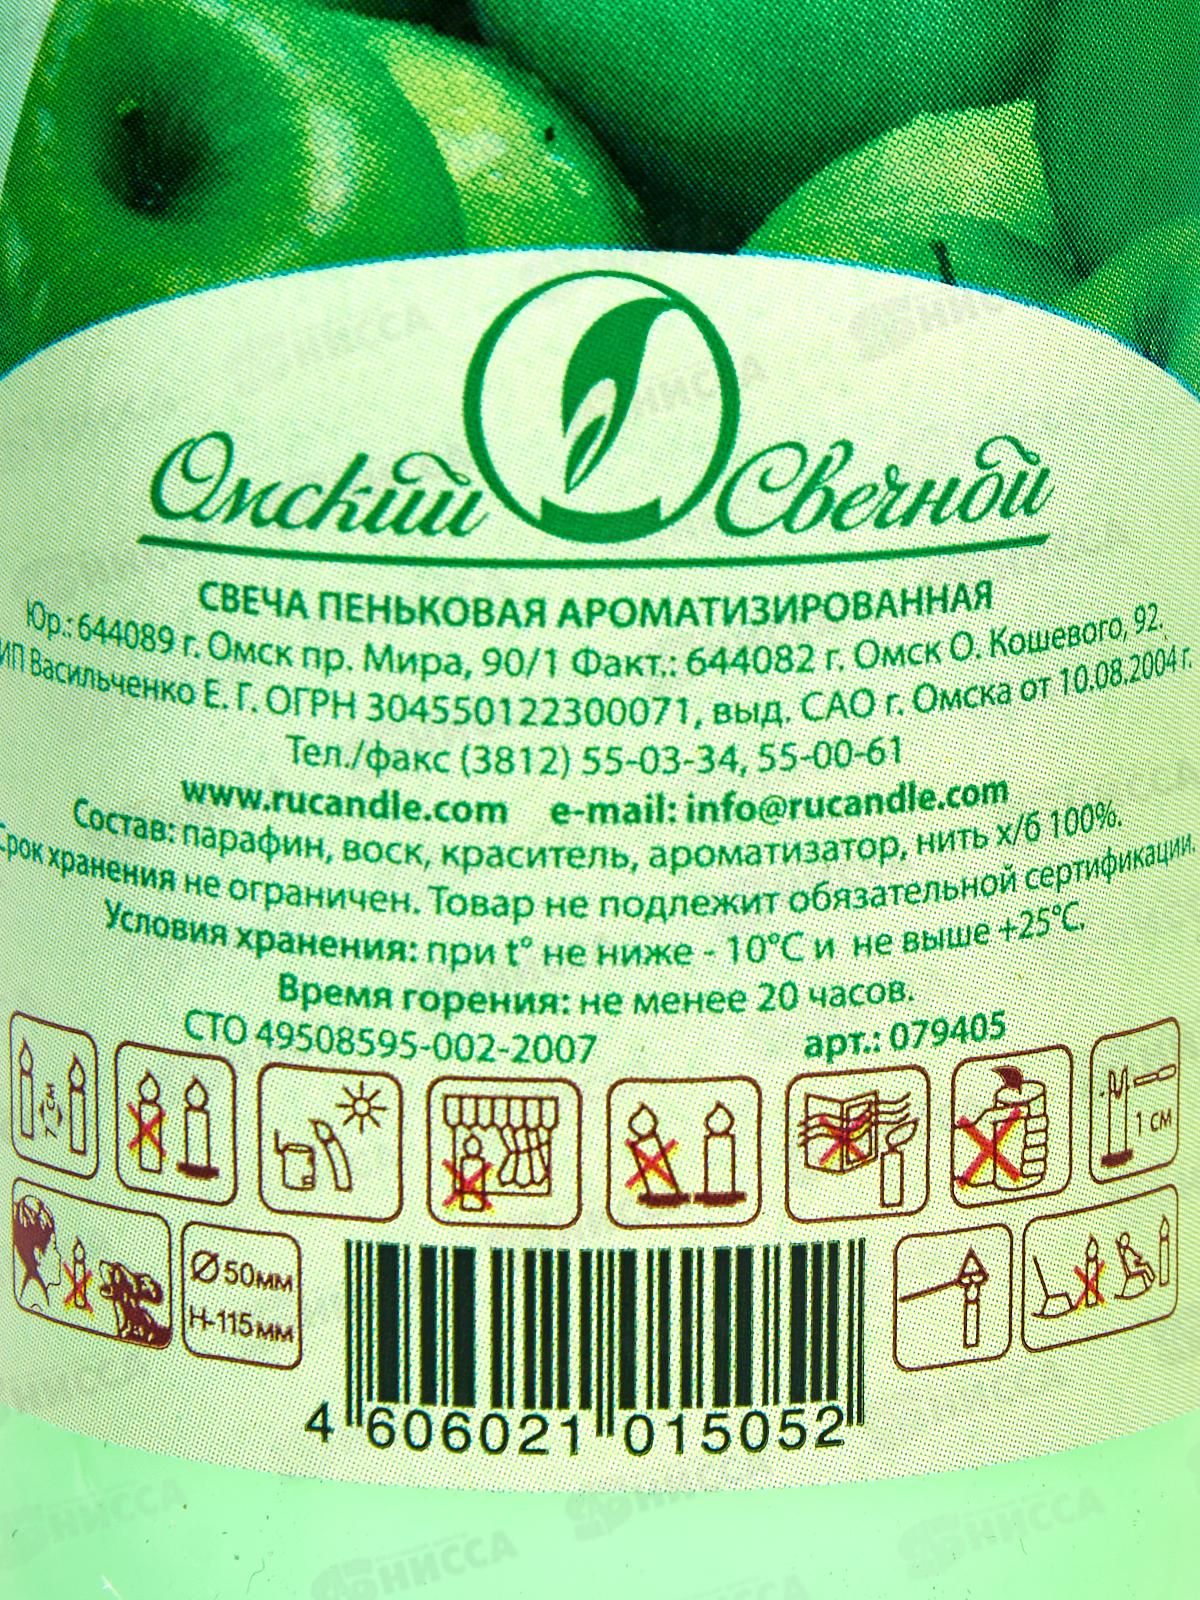 Омский Свечной
СВЕЧА ПЕНЬКОВАЯ АРОМАТИЗИРОВАННАЯ
Юр.: 644089 г. Омск пр. Мира, 90/1 Факт.: 644082 г. Омск О. Кошевого, 92.
ИП Васильченко Е. Г. ОГРН 304550122300071, выд. САО г. Омска от 10.08.2004 г.
Тел./факс (3812) 55-03-34, 55-00-61
www.rucandle.com e-mail: info@rucandle.com
Состав: парафин, воск, краситель, ароматизатор, нить х/б 100%.
Срок хранения не ограничен. Товар не подлежит обязательной сертификации.
Условия хранения: при t° не ниже - 10°С и не выше +25°С.
Время горения: не менее 20 часов.
СТО 49508595-002-2007 арт.: 079405
1 см
Ø 50мм
Н-115мм
4 606021 015052
НИССА